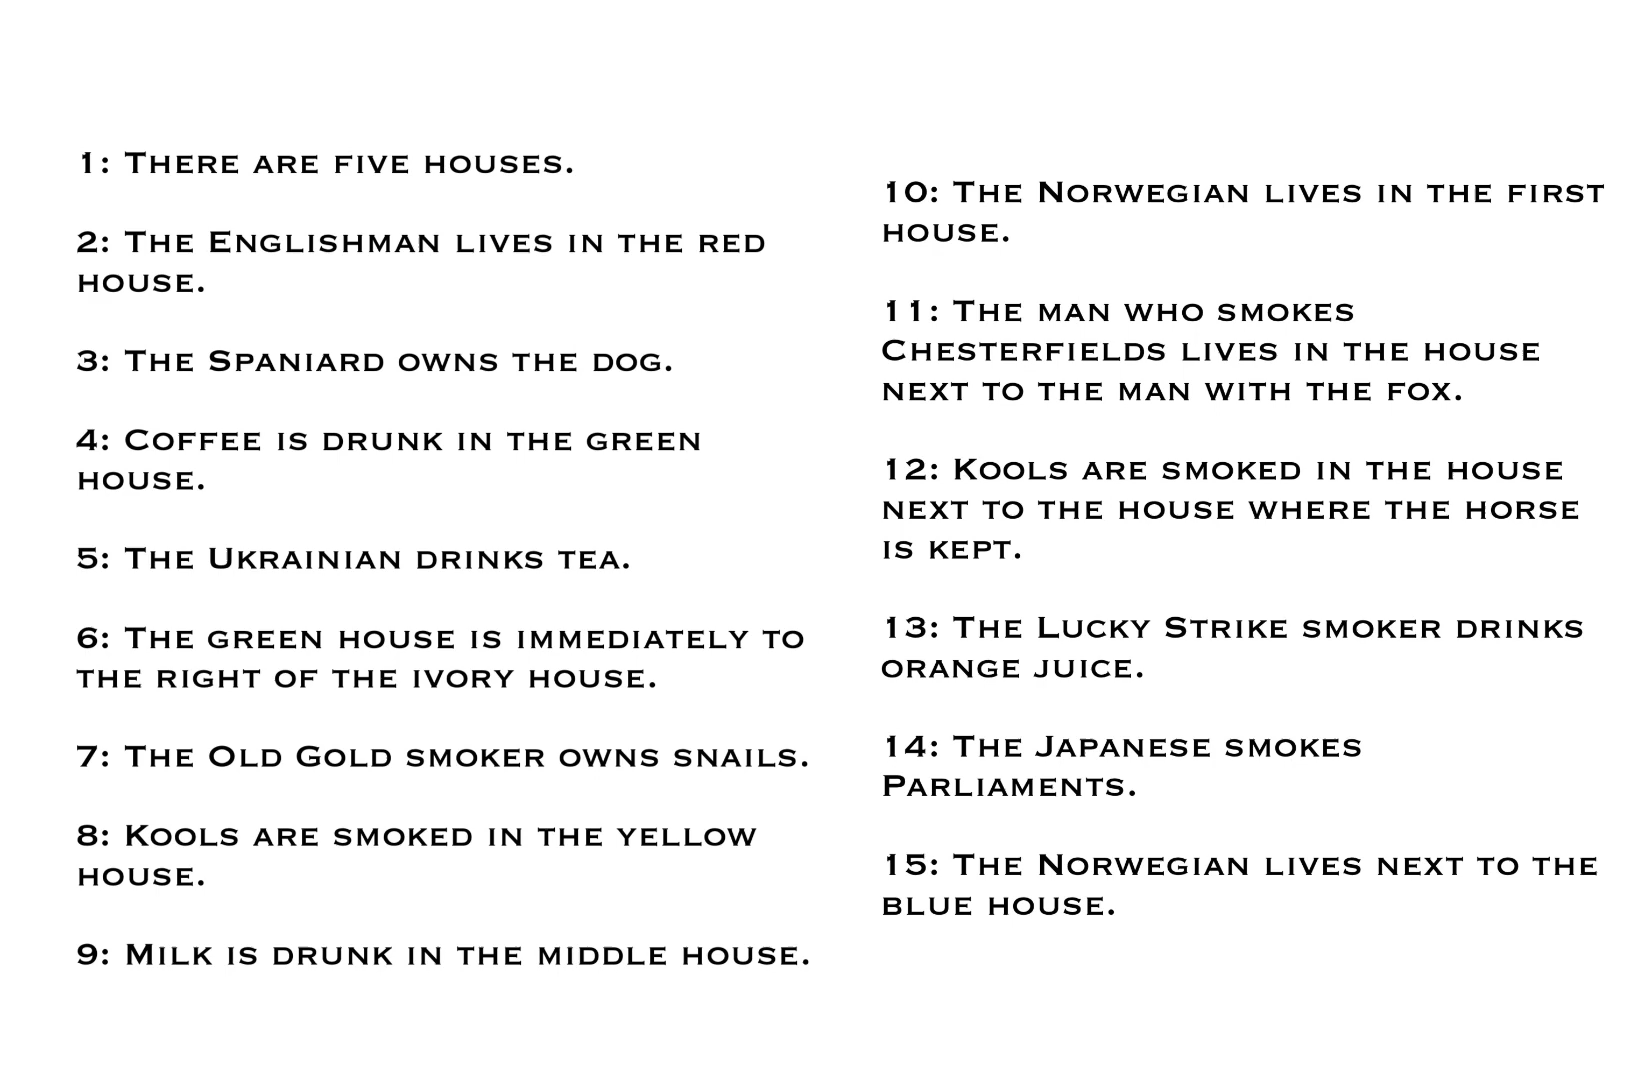 1: There are five houses.
2: The Englishman lives in the red
house.
3: The Spaniard owns the dog.
4: Coffee is drunk in the green
house.
5: The Ukrainian drinks tea.
6: The green house is immediately to
the right of the ivory house.
7: The Old Gold smoker owns snails.
8: Kools are smoked in the yellow
house.
9: Milk is drunk in the middle house.
10: The Norwegian lives in the first
house.
11: The man who smokes
Chesterfields lives in the house
next to the man with the fox.
12: Kools are smoked in the house
next to the house where the horse
is kept.
13: The Lucky Strike smoker drinks
orange juice.
14: The Japanese smokes
Parliaments.
15: The Norwegian lives next to the
blue house.